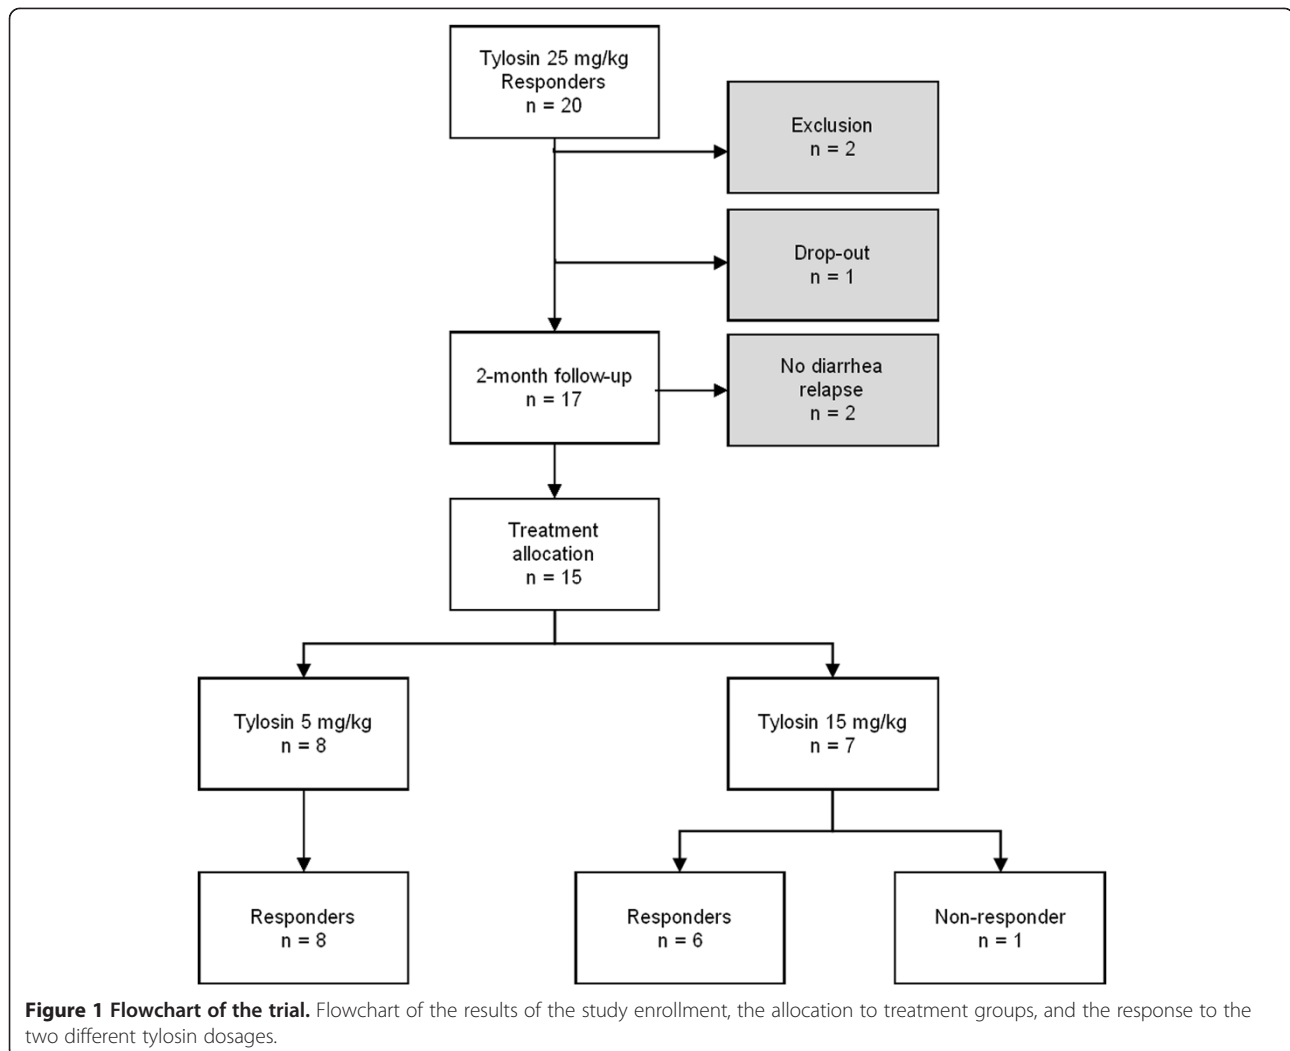 Tylosin 25 mg/kg
Responders
n = 20
Exclusion
n = 2
Drop-out
n = 1
2-month follow-up
n = 17
No diarrhea
relapse
n = 2
Treatment
allocation
n = 15
Tylosin 5 mg/kg
n = 8
Tylosin 15 mg/kg
n = 7
Responders
n = 8
Responders
n = 6
Non-responder
n = 1
Figure 1 Flowchart of the trial. Flowchart of the results of the study enrollment, the allocation to treatment groups, and the response to the
two different tylosin dosages.